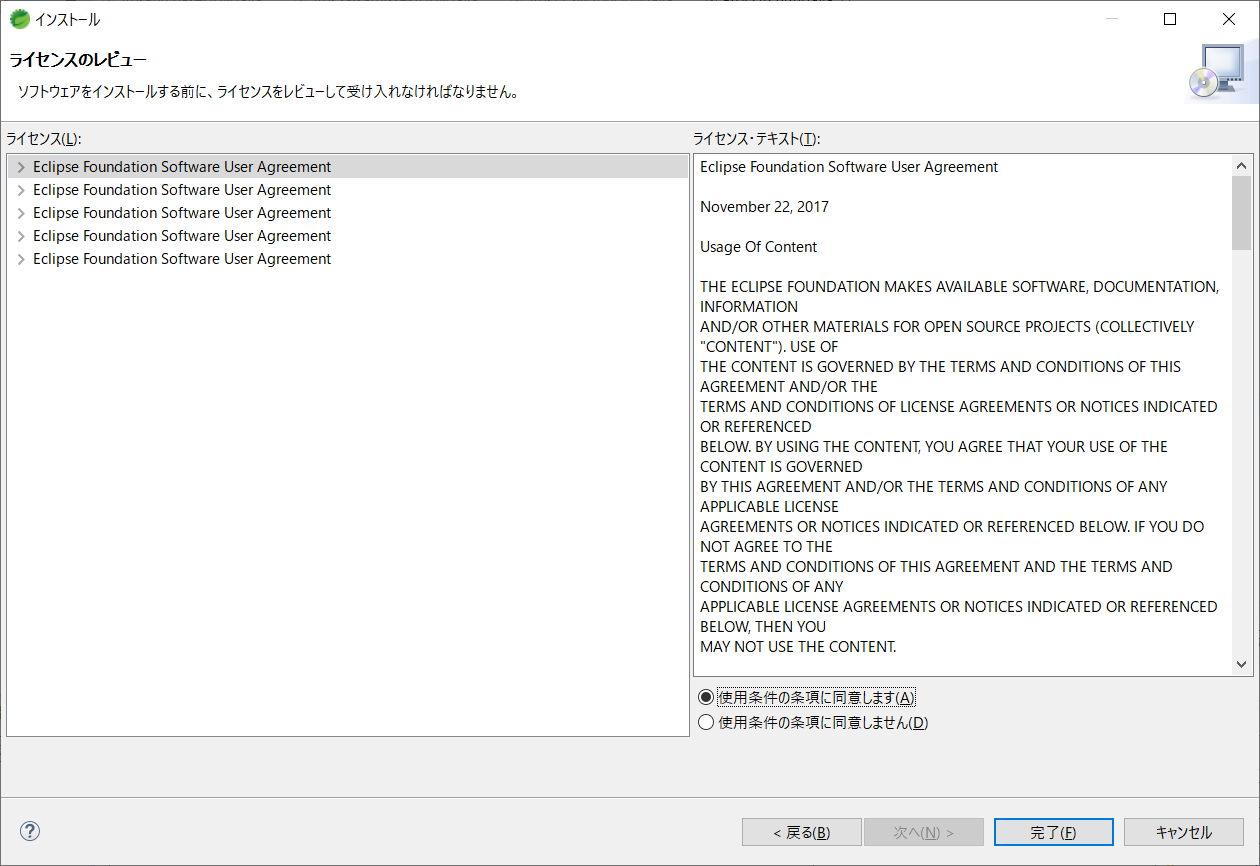 インストール
ライセンスのレビュー
ソフトウェアをインストールする前に、ライセンスをレビューして受け入れなければなりません。
ライセンス(L):
Eclipse Foundation Software User Agreement
Eclipse Foundation Software User Agreement
Eclipse Foundation Software User Agreement
Eclipse Foundation Software User Agreement
Eclipse Foundation Software User Agreement
ライセンス・テキスト(T):
Eclipse Foundation Software User Agreement
November 22, 2017
Usage Of Content
THE ECLIPSE FOUNDATION MAKES AVAILABLE SOFTWARE, DOCUMENTATION,
INFORMATION
AND/OR OTHER MATERIALS FOR OPEN SOURCE PROJECTS (COLLECTIVELY
"CONTENT"). USE OF
THE CONTENT IS GOVERNED BY THE TERMS AND CONDITIONS OF THIS
AGREEMENT AND/OR THE
TERMS AND CONDITIONS OF LICENSE AGREEMENTS OR NOTICES INDICATED
OR REFERENCED
BELOW. BY USING THE CONTENT, YOU AGREE THAT YOUR USE OF THE
CONTENT IS GOVERNED
BY THIS AGREEMENT AND/OR THE TERMS AND CONDITIONS OF ANY
APPLICABLE LICENSE
AGREEMENTS OR NOTICES INDICATED OR REFERENCED BELOW. IF YOU DO
NOT AGREE TO THE
TERMS AND CONDITIONS OF THIS AGREEMENT AND THE TERMS AND
CONDITIONS OF ANY
APPLICABLE LICENSE AGREEMENTS OR NOTICES INDICATED OR REFERENCED
BELOW, THEN YOU
MAY NOT USE THE CONTENT.
使用条件の条項に同意します(A)
使用条件の条項に同意しません(D)
?
< 戻る(B)
次へ(N) >
完了(F)
キャンセル